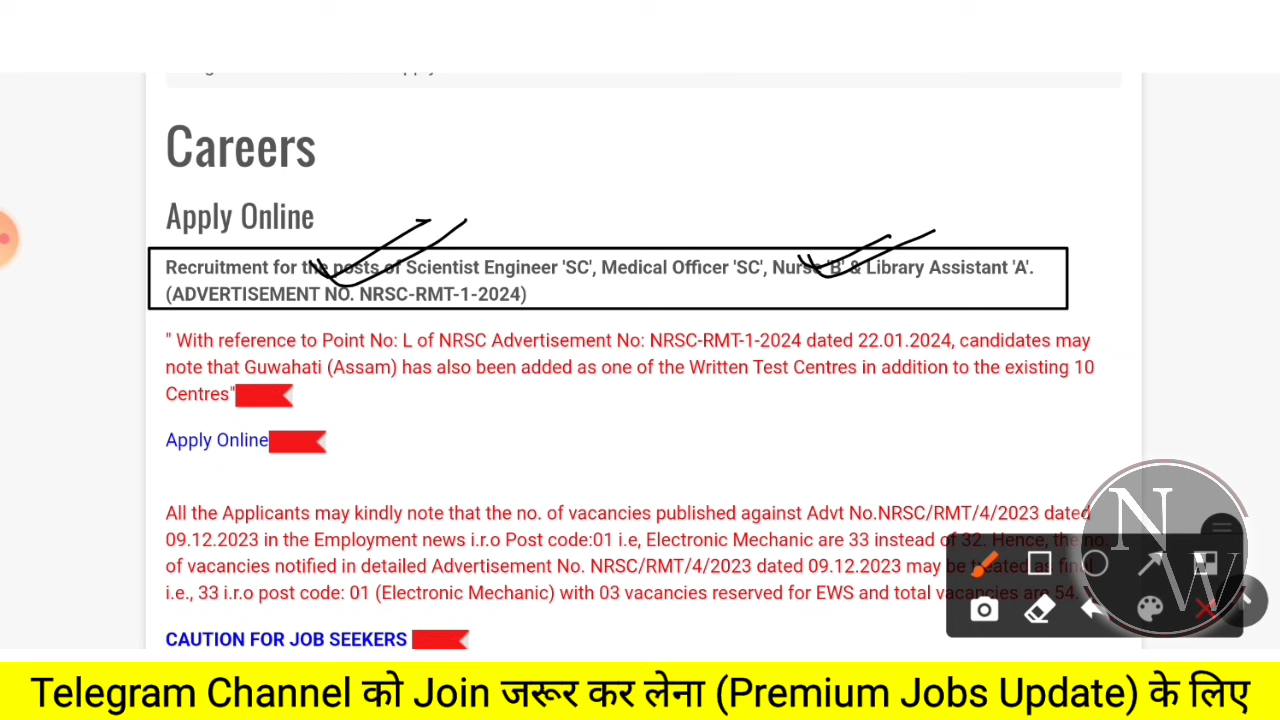 Careers
Apply Online
Recruitment for the posts of Scientist Engineer 'SC', Medical Officer 'SC', Nurse 'B' & Library Assistant 'A'.
(ADVERTISEMENT NO. NRSC-RMT-1-2024)
" With reference to Point No: L of NRSC Advertisement No: NRSC-RMT-1-2024 dated 22.01.2024, candidates may
note that Guwahati (Assam) has also been added as one of the Written Test Centres in addition to the existing 10
Centres"
Apply Online
All the Applicants may kindly note that the no. of vacancies published against Advt No.NRSC/RMT/4/2023 dated
09.12.2023 in the Employment news i.r.o Post code:01 i.e, Electronic Mechanic are 33 instead of 32. Hence, the no.
of vacancies notified in detailed Advertisement No. NRSC/RMT/4/2023 dated 09.12.2023 may be treated as final
i.e., 33 i.r.o post code: 01 (Electronic Mechanic) with 03 vacancies reserved for EWS and total vacancies are 54.
CAUTION FOR JOB SEEKERS
N
W
Telegram Channel को Join जरूर कर लेना (Premium Jobs Update) के लिए